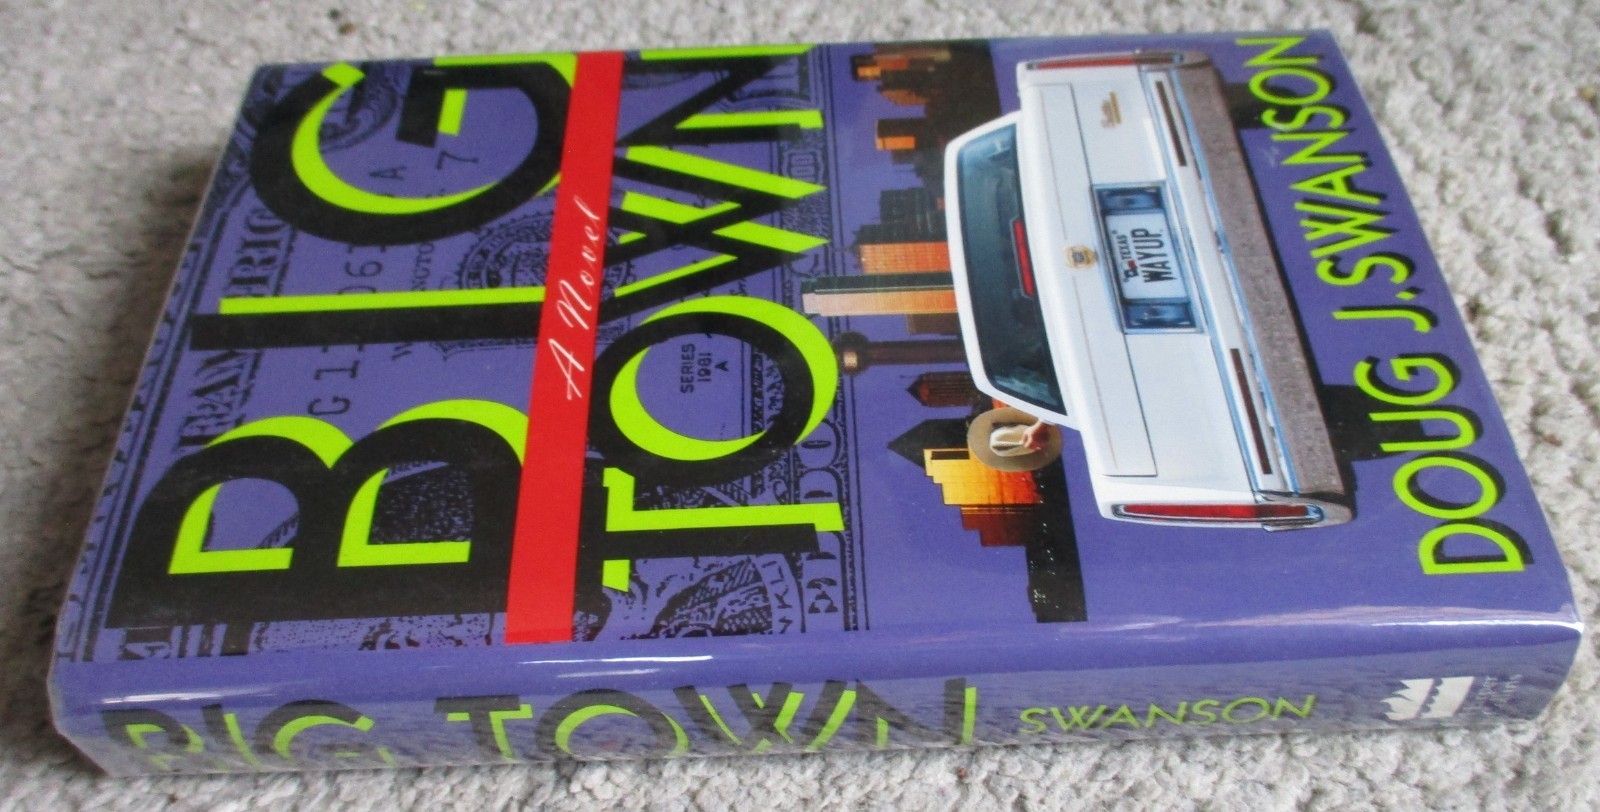 BIG
A Novel
TOWN
SERIES
1981
A
TEXAS
WAYUP
DOUG J. SWANSON
BIG TOWN
SWANSON